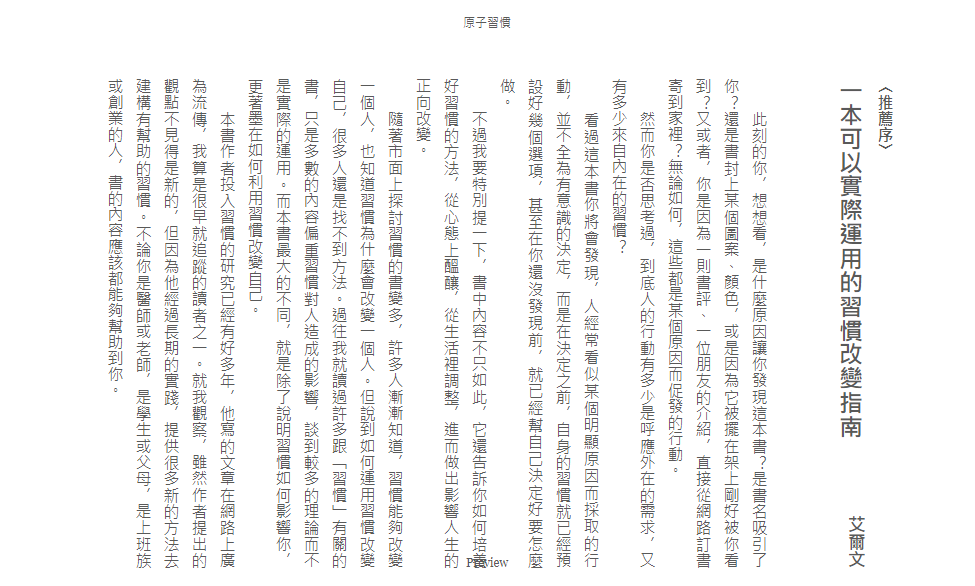 原子習慣
〈推薦序〉
一本可以實際運用的習慣改變指南
艾爾文
此刻的你，想想看，是什麼原因讓你發現這本書？是書名吸引了
你？還是書封上某個圖案、顏色，或是因為它被擺在架上剛好被你看
到？又或者，你是因為一則書評、一位朋友的介紹，直接從網路訂書
寄到家裡？無論如何，這些都是某個原因而促發的行動。
然而你是否思考過，到底人的行動有多少是呼應外在的需求，又
有多少來自內在的習慣？
看過這本書你將會發現，人經常看似某個明顯原因而採取的行
動，並不全為有意識的決定，而是在決定之前，自身的習慣就已經預
設好幾個選項，甚至在你還沒發現前，就已經幫自己決定好要怎麼
做。
不過我要特別提一下，書中內容不只如此，它還告訴你如何培養
好習慣的方法，從心態上醞釀，從生活裡調整，進而做出影響人生的
正向改變。
隨著市面上探討習慣的書變多，許多人漸漸知道，習慣能夠改變
一個人，也知道習慣為什麼會改變一個人。但說到如何運用習慣改變
自己，很多人還是找不到方法。過往我就讀過許多跟「習慣」有關的
書，只是多數的內容偏重習慣對人造成的影響，談到較多的理論而不
是實際的運用。而本書最大的不同，就是除了說明習慣如何影響你，
更著墨在如何利用習慣改變自己。
本書作者投入習慣的研究已經有好多年，他寫的文章在網路上廣
為流傳，我算是很早就追蹤的讀者之一。就我觀察，雖然作者提出的
觀點不見得是新的，但因為他經過長期的實踐，提供很多新的方法去
建構有幫助的習慣。不論你是醫師或老師，是學生或父母，是上班族
或創業的人，書的內容應該都能夠幫助到你。
Preview